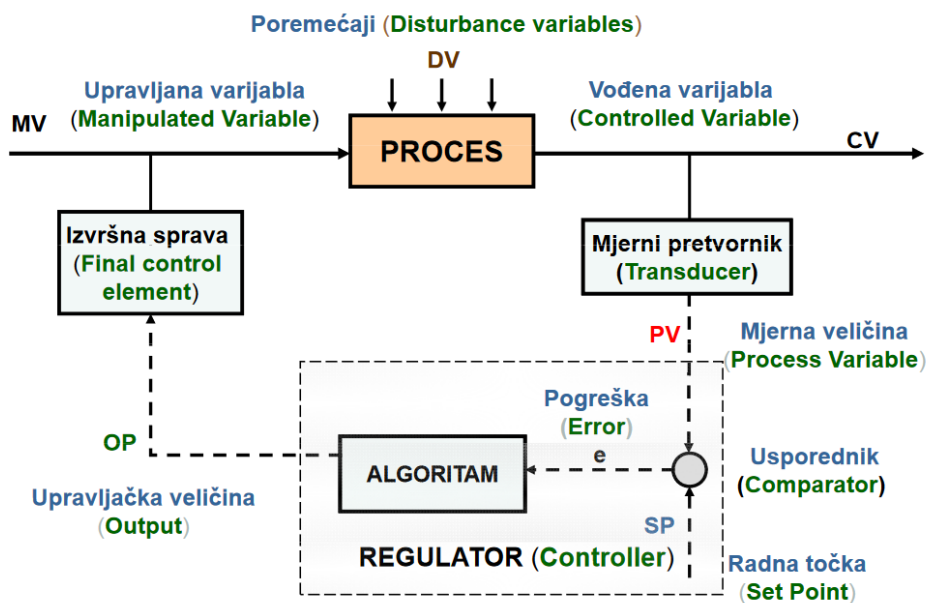 Poremećaji (Disturbance variables)
DV
Upravljana varijabla
(Manipulated Variable)
MV
Vođena varijabla
(Controlled Variable)
CV
PROCES
Izvršna sprava
(Final control
element)
Mjerni pretvornik
(Transducer)
PV
Mjerna veličina
(Process Variable)
Pogreška
(Error)
e
OP
ALGORITAM
Usporednik
(Comparator)
Upravljačka veličina
(Output)
SP
REGULATOR (Controller)
Radna točka
(Set Point)